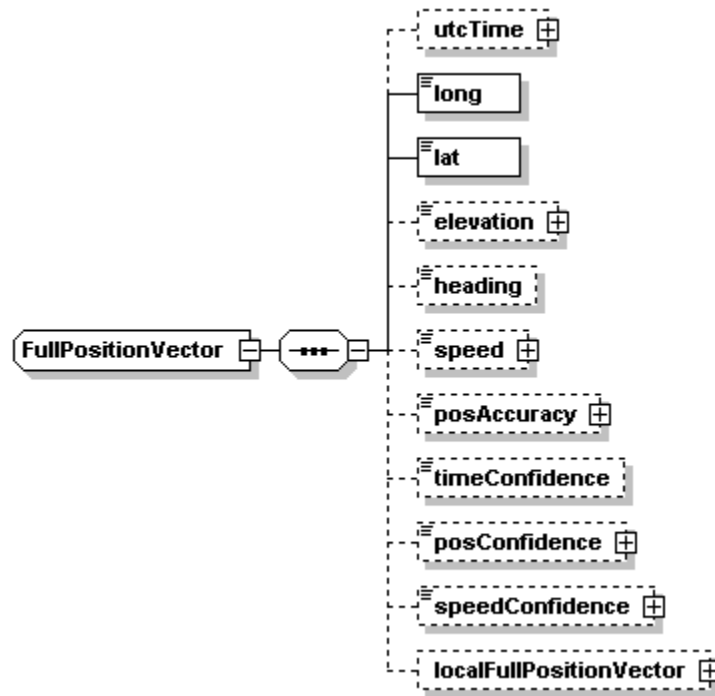 utcTime
long
lat
elevation
heading
FullPositionVector
speed
posAccuracy
timeConfidence
posConfidence
speedConfidence
localFullPositionVector